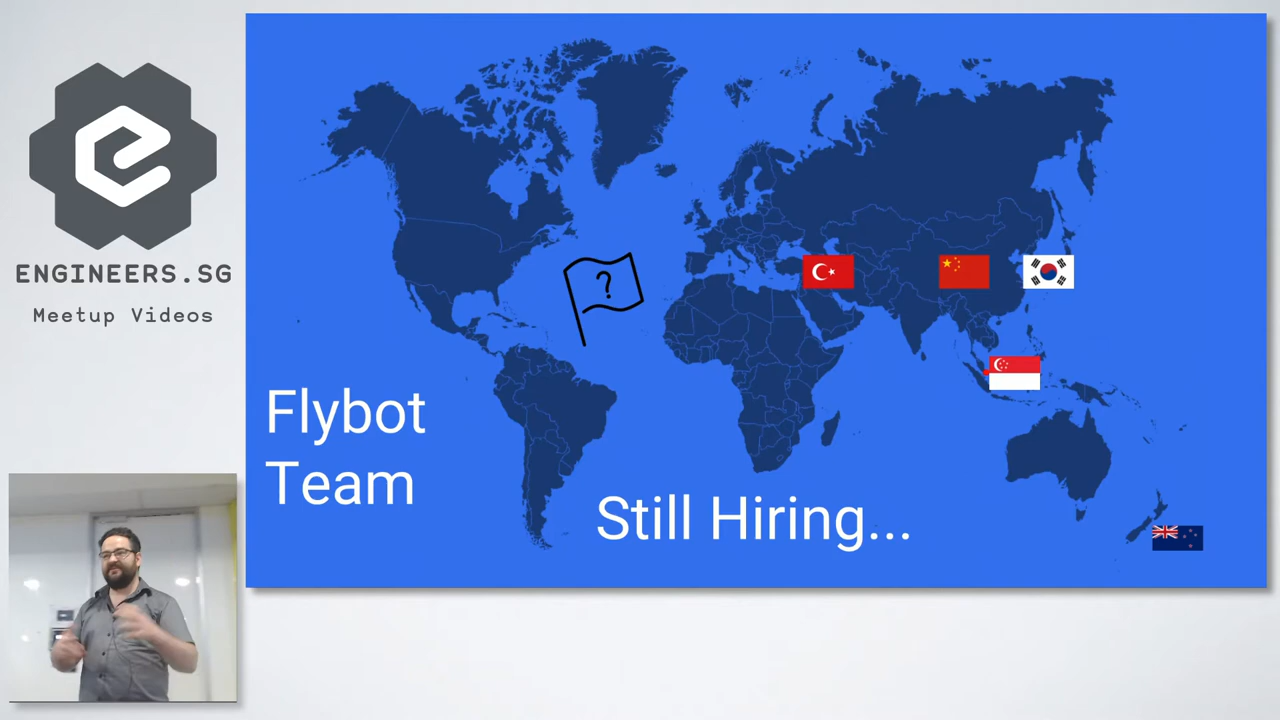 ENGINEERS.SG
Meetup Videos
?
Flybot
Team
Still Hiring...